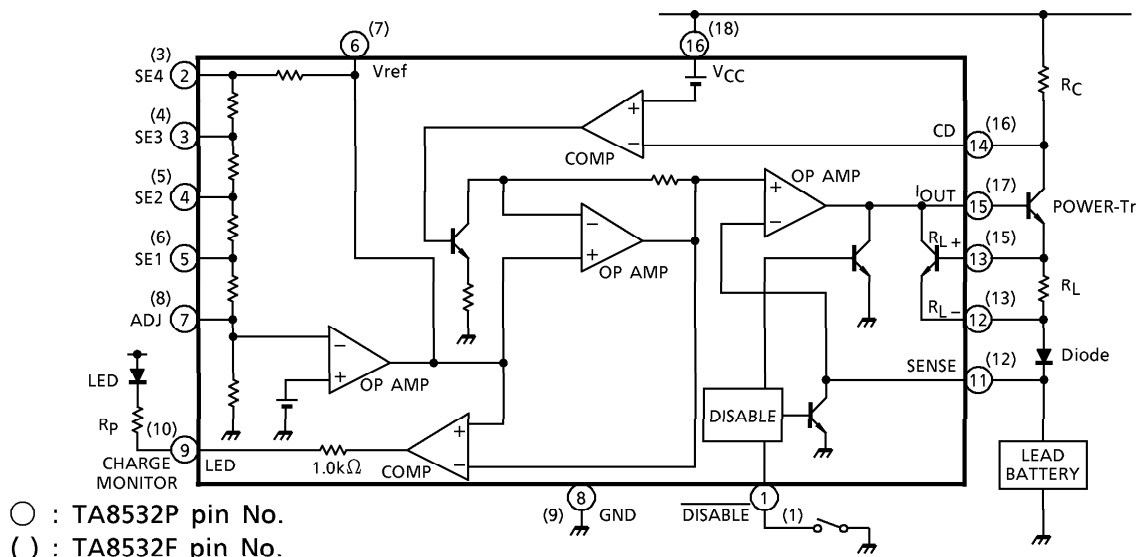 (7)
6
Vref
(18)
16
VCC
(3)
SE4 2
(4)
SE3 3
(5)
SE2 4
(6)
SE1 5
(8)
ADJ 7
RC
CD
(16)
14
+
−
COMP
OP AMP
+
−
IOUT
(17)
15
POWER-Tr
−
+
OP AMP
RL+
(15)
13
RL
RL−
(13)
12
Diode
SENSE
(12)
11
−
+
OP AMP
LED
RP
(10)
9
CHARGE
MONITOR
LED
1.0kΩ
+
−
COMP
DISABLE
LEAD
BATTERY
8
(9)
GND
1
DISABLE
(1)
○ : TA8532P pin No.
( ) : TA8532F pin No.